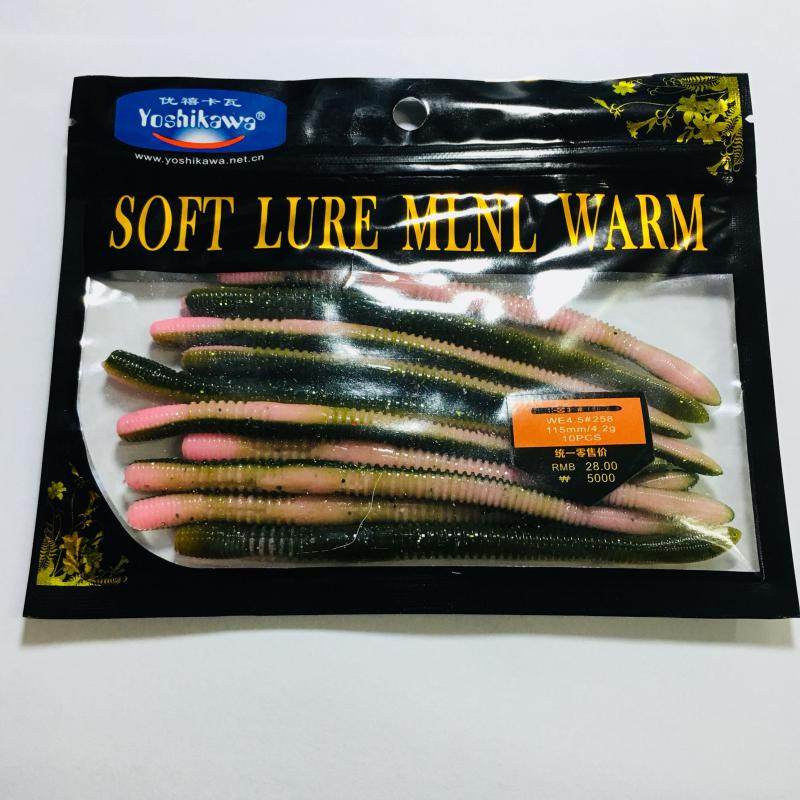 优禧卡瓦
Yoshikawa®
www.yoshikawa.net.cn
SOFT LURE MLNL WARM
WE4.5#258
115mm/4.2g
10PCS
统一零售价
RMB 28.00
₩ 5000